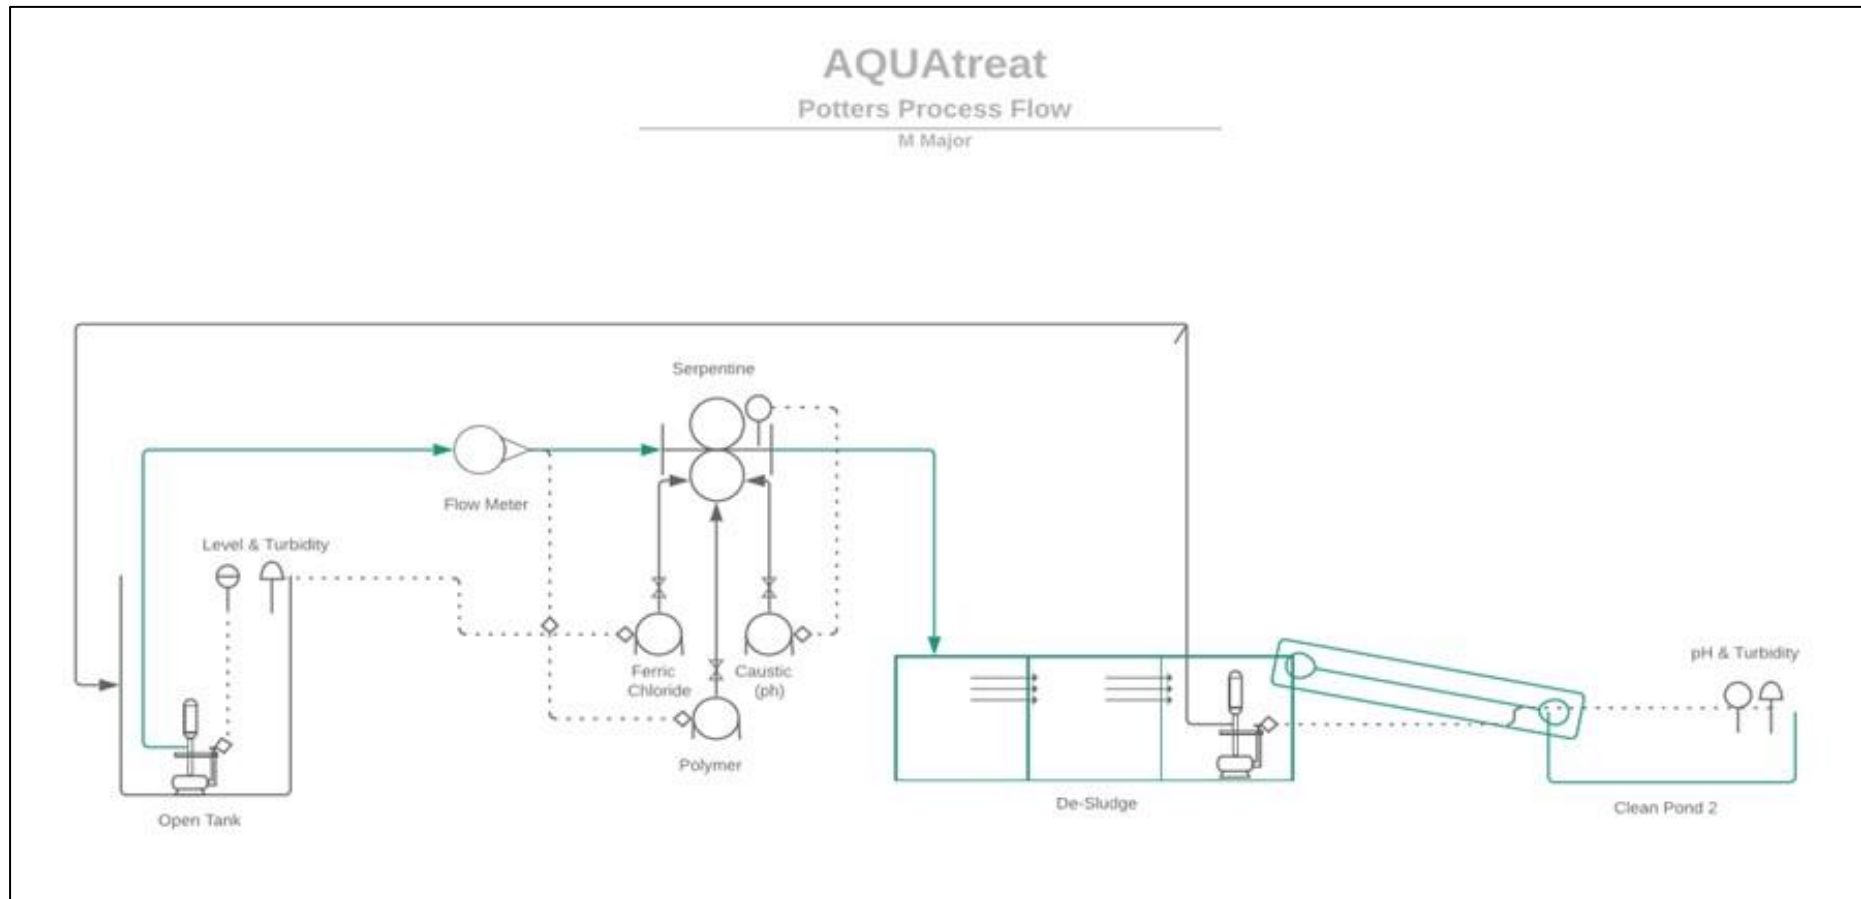 AQUAtreat
Potters Process Flow
M Major
Serpentine
Flow Meter
Level & Turbidity
Ferric
Chloride
Caustic
(ph)
Polymer
pH & Turbidity
De-Sludge
Clean Pond 2
Open Tank